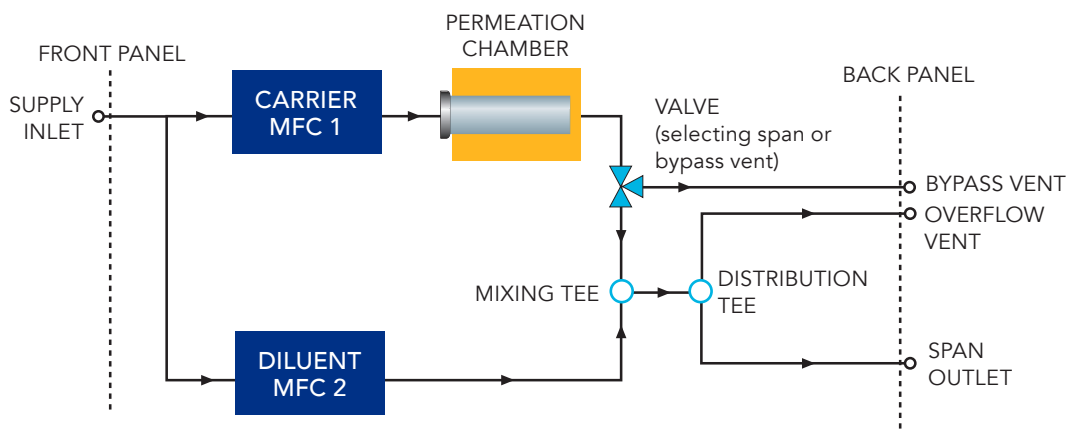 PERMEATION
CHAMBER
FRONT PANEL
BACK PANEL
SUPPLY
INLET
CARRIER
MFC 1
VALVE
(selecting span or
bypass vent)
BYPASS VENT
OVERFLOW
VENT
MIXING TEE
DISTRIBUTION
TEE
DILUENT
MFC 2
SPAN
OUTLET